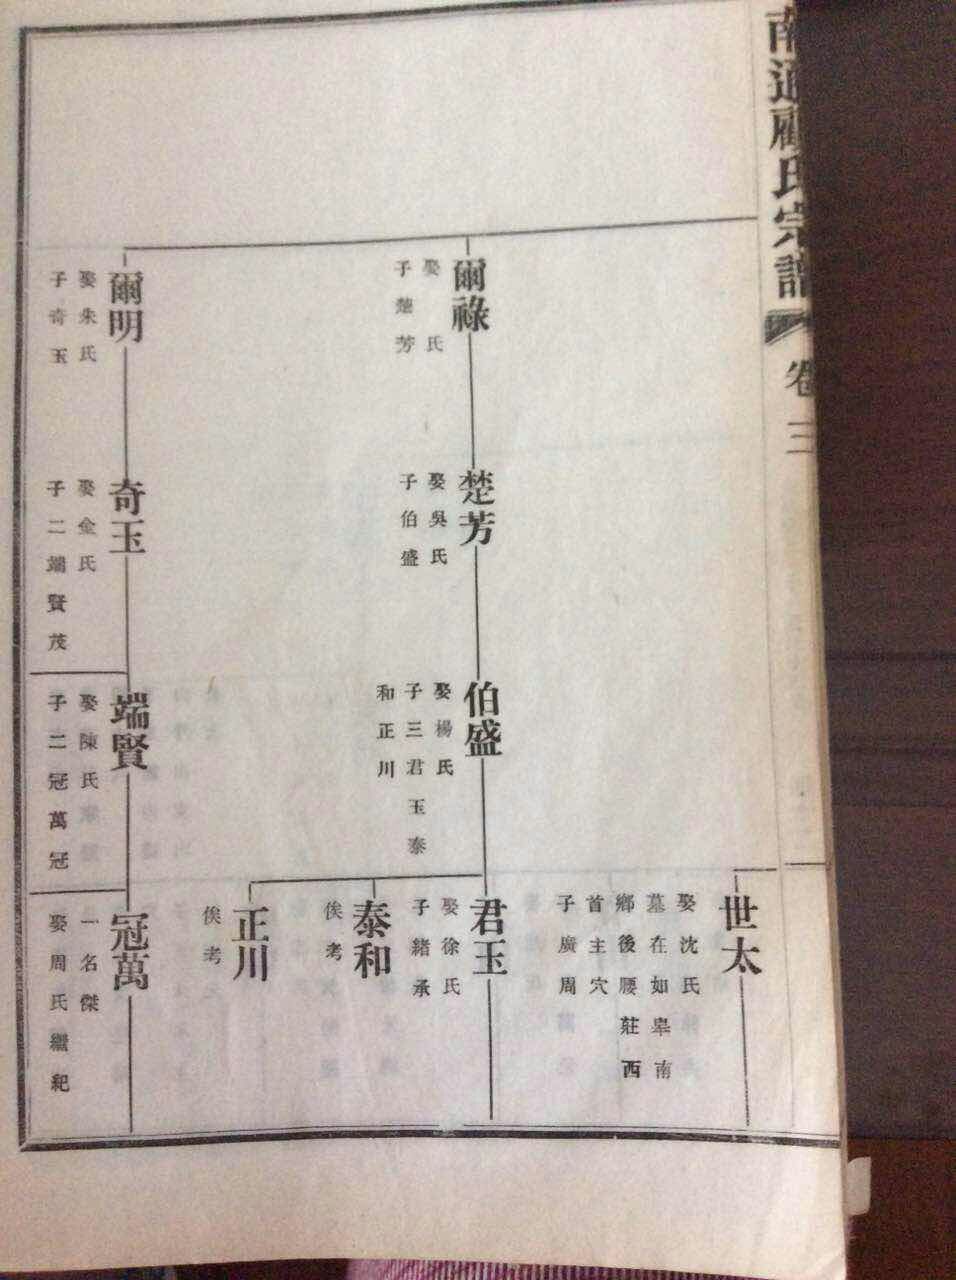 南通顧氏宗譜
卷三
爾祿
娶 氏
子楚芳
爾明
娶朱氏
子奇玉
楚芳
娶吳氏
子伯盛
奇玉
娶金氏
子二端賢茂
伯盛
娶楊氏
子三君玉泰
和正川
端賢
娶陳氏
子二冠萬冠
世太
娶沈氏
墓在如皋南
鄉後腰莊西
首主穴
子廣周
君玉
娶徐氏
子緒承
泰和
俟考
正川
俟考
冠萬
一名傑
娶周氏繼紀